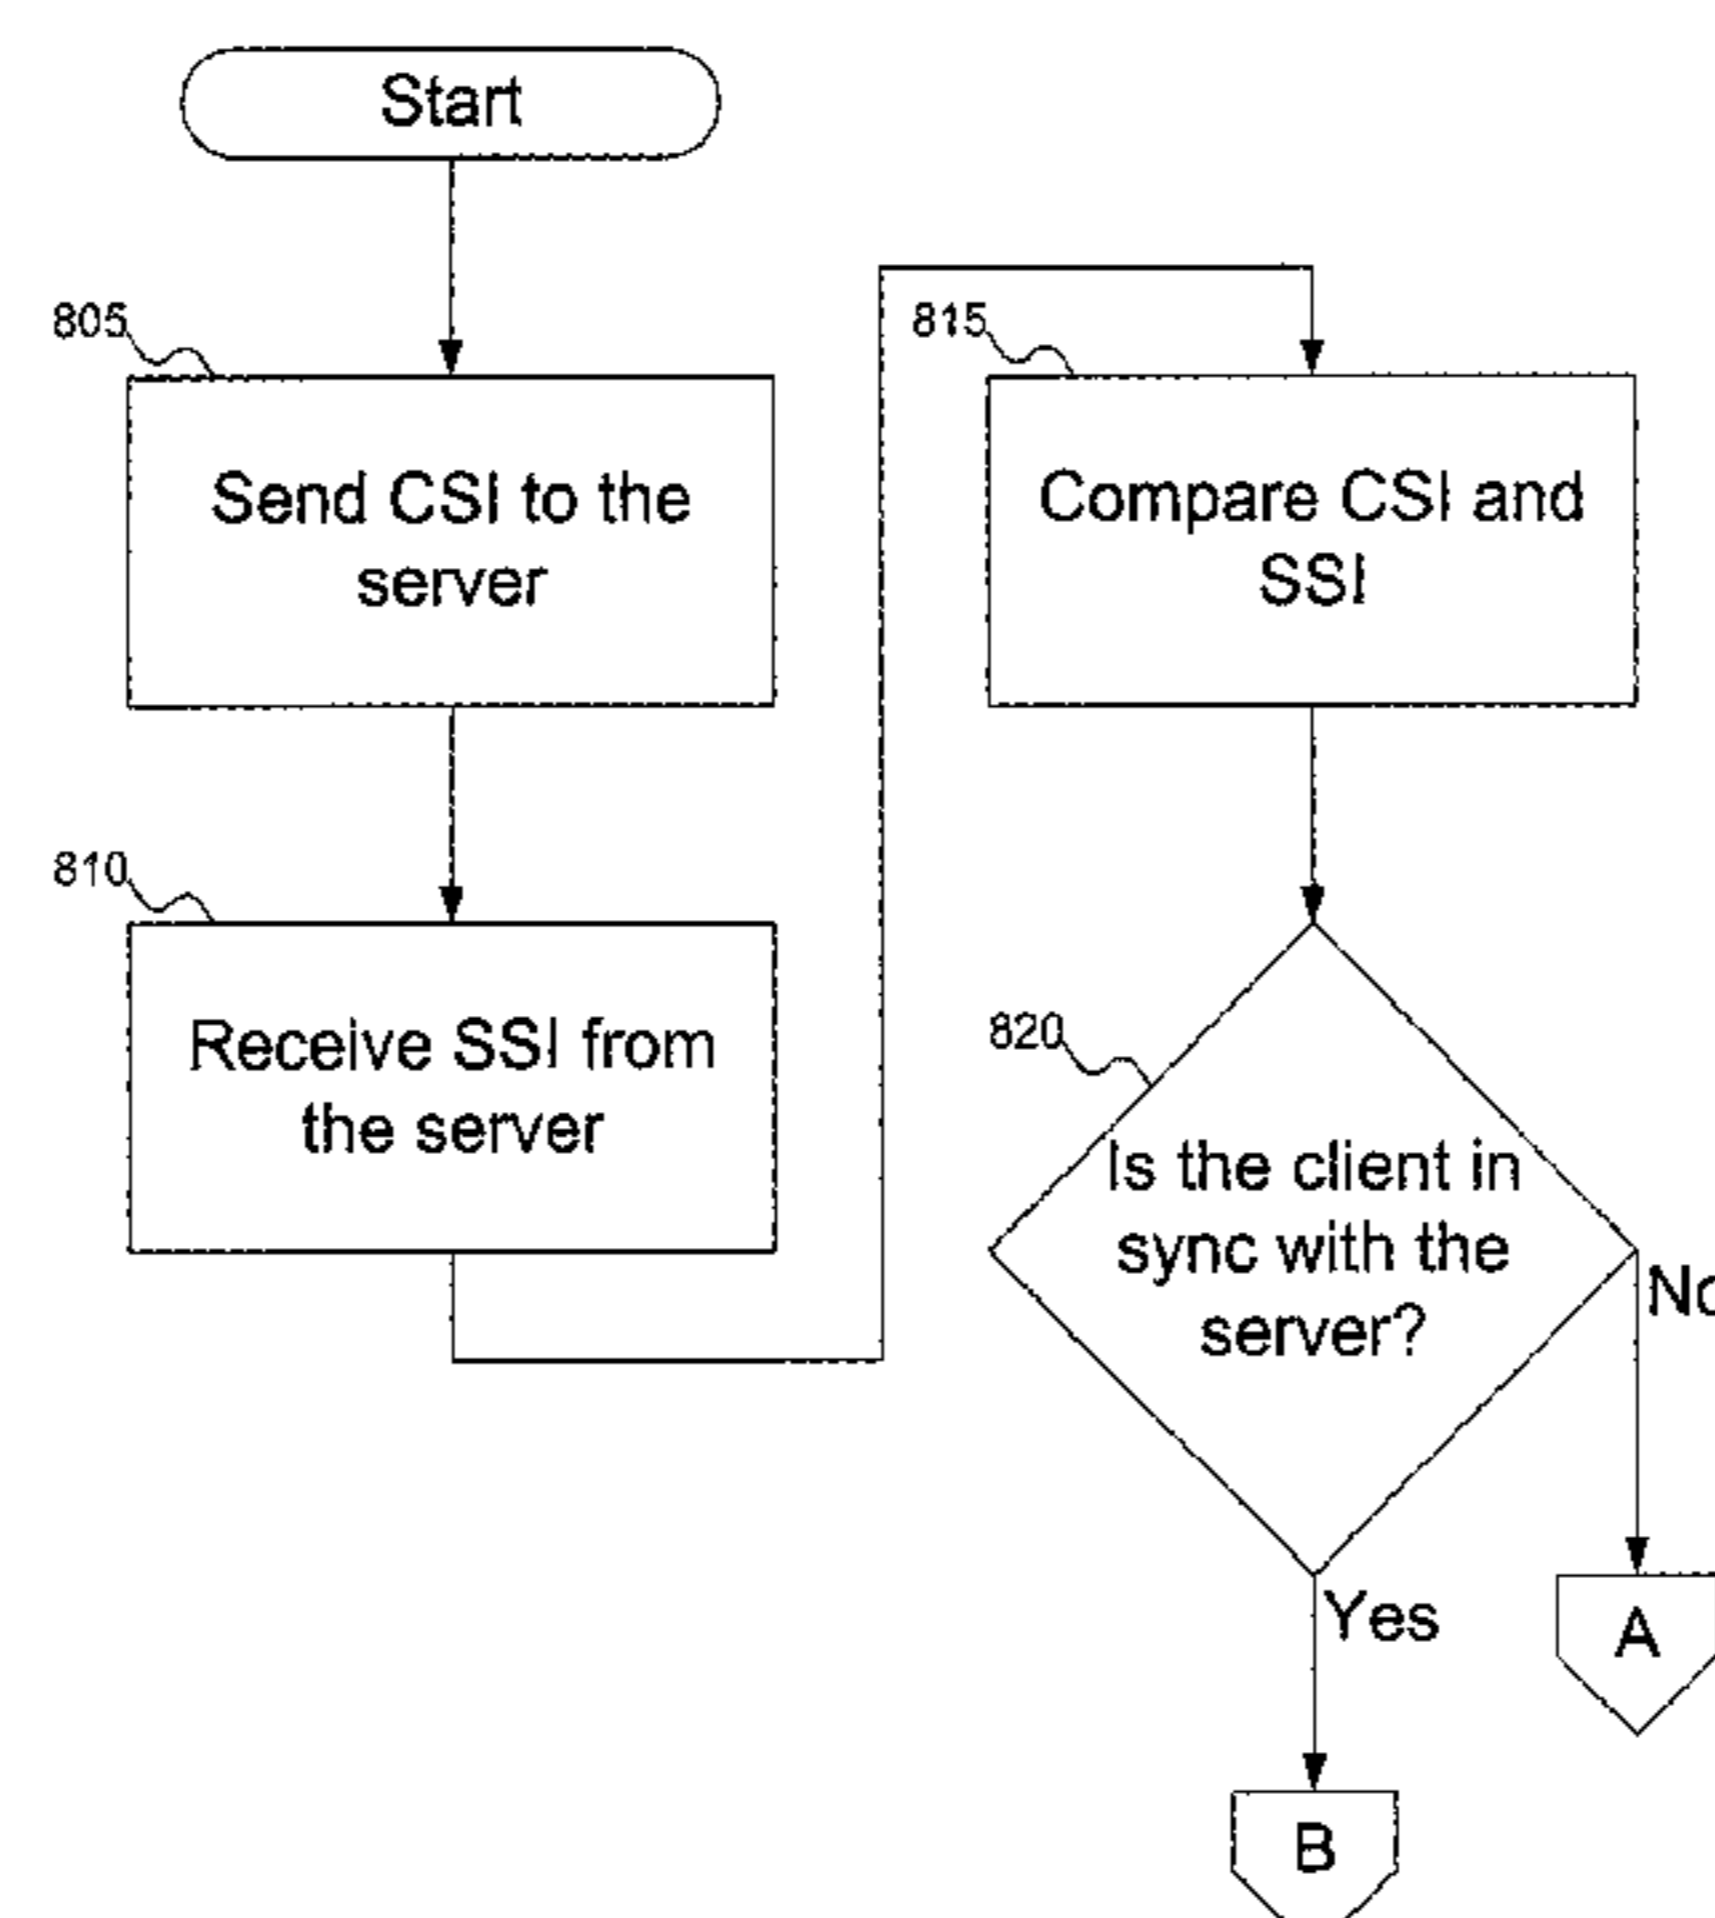 Start
805
Send CSI to the
server
810
Receive SSI from
the server
815
Compare CSI and
SSI
820
Is the client in
sync with the
server?
No
Yes
A
B